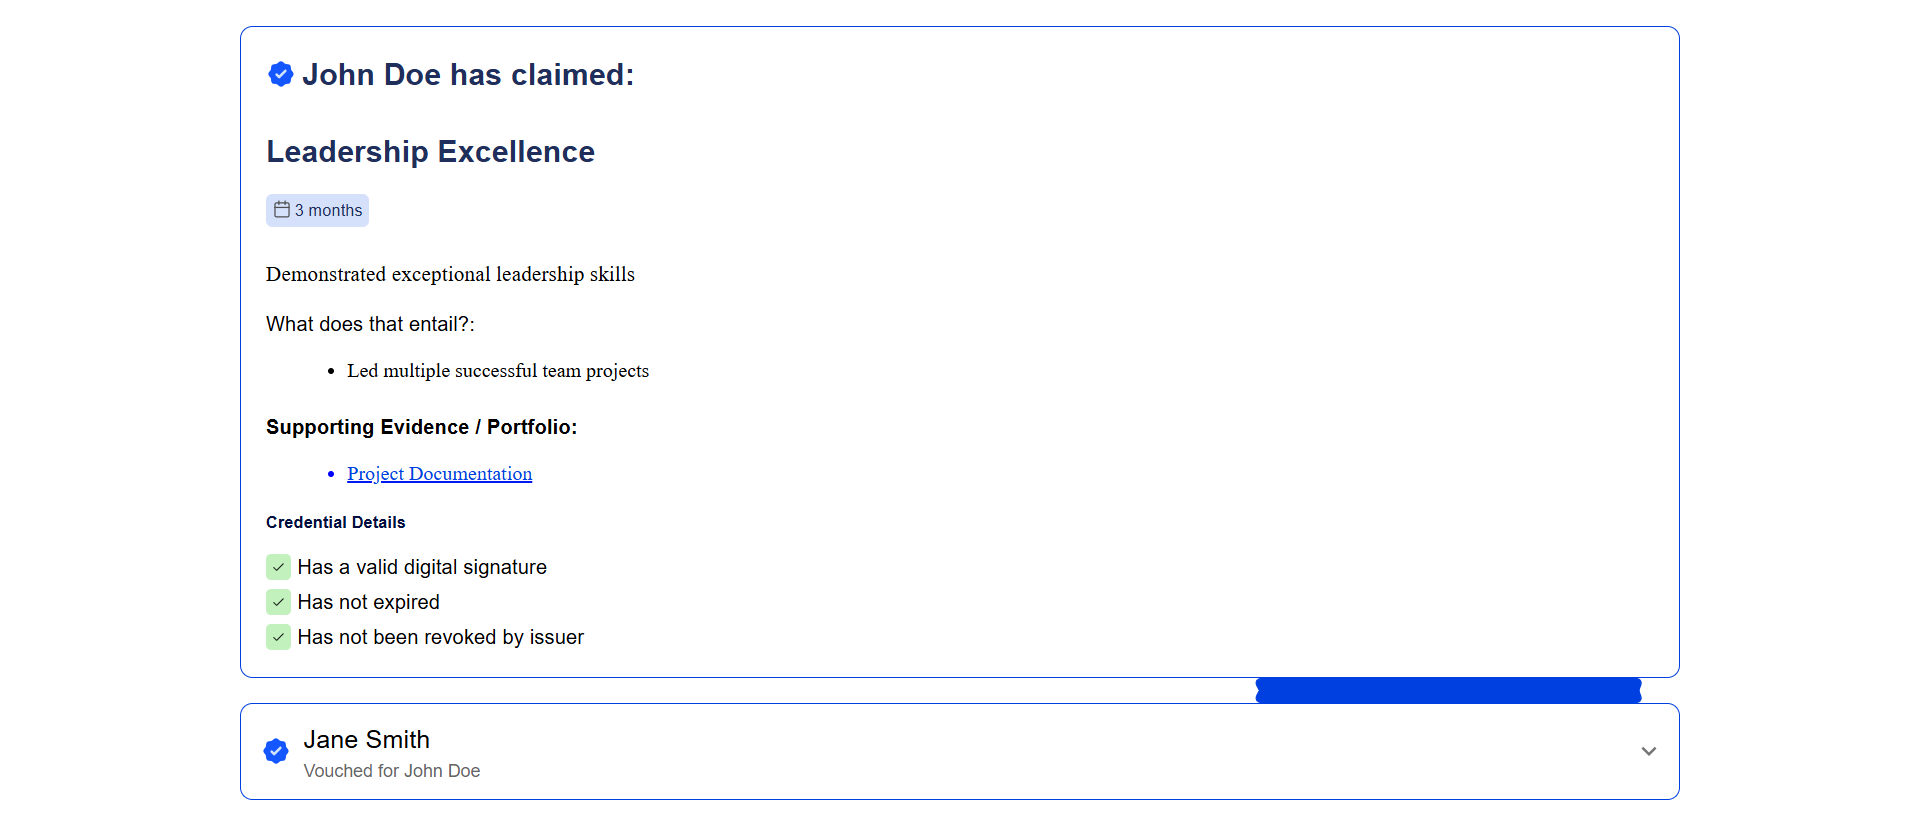 John Doe has claimed:
Leadership Excellence
3 months
Demonstrated exceptional leadership skills
What does that entail?:
• Led multiple successful team projects
Supporting Evidence / Portfolio:
• Project Documentation
Credential Details
Has a valid digital signature
Has not expired
Has not been revoked by issuer
Jane Smith
Vouched for John Doe